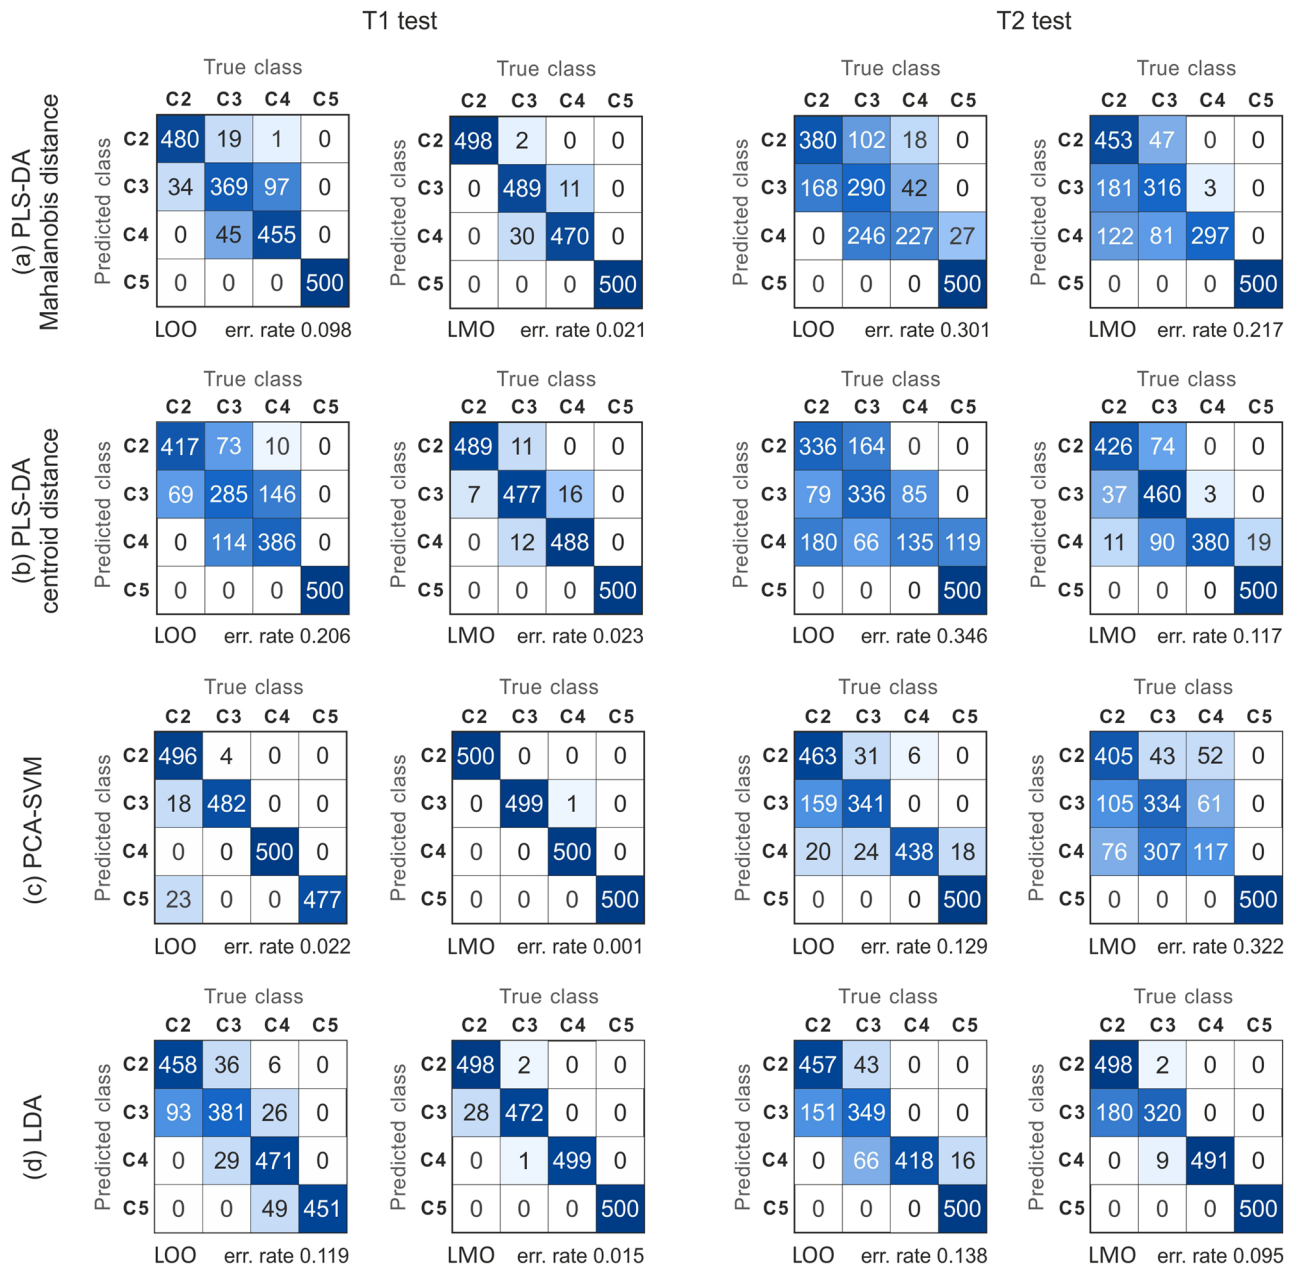 T1 test T2 test
True class True class True class True class
(a) PLS-DA
Mahalanobis distance
Predicted class Predicted class Predicted class Predicted class
C2 C3 C4 C5 C2 C3 C4 C5 C2 C3 C4 C5 C2 C3 C4 C5
C2 480 19 1 0 C2 498 2 0 0 C2 380 102 18 0 C2 453 47 0 0
C3 34 369 97 0 C3 0 489 11 0 C3 168 290 42 0 C3 181 316 3 0
C4 0 45 455 0 C4 0 30 470 0 C4 0 246 227 27 C4 122 81 297 0
C5 0 0 0 500 C5 0 0 0 500 C5 0 0 0 500 C5 0 0 0 500
LOO err. rate 0.098 LMO err. rate 0.021 LOO err. rate 0.301 LMO err. rate 0.217
True class True class True class True class
(b) PLS-DA
centroid distance
Predicted class Predicted class Predicted class Predicted class
C2 C3 C4 C5 C2 C3 C4 C5 C2 C3 C4 C5 C2 C3 C4 C5
C2 417 73 10 0 C2 489 11 0 0 C2 336 164 0 0 C2 426 74 0 0
C3 69 285 146 0 C3 7 477 16 0 C3 79 336 85 0 C3 37 460 3 0
C4 0 114 386 0 C4 0 12 488 0 C4 180 66 135 119 C4 11 90 380 19
C5 0 0 0 500 C5 0 0 0 500 C5 0 0 0 500 C5 0 0 0 500
LOO err. rate 0.206 LMO err. rate 0.023 LOO err. rate 0.346 LMO err. rate 0.117
True class True class True class True class
(c) PCA-SVM
Predicted class Predicted class Predicted class Predicted class
C2 C3 C4 C5 C2 C3 C4 C5 C2 C3 C4 C5 C2 C3 C4 C5
C2 496 4 0 0 C2 500 0 0 0 C2 463 31 6 0 C2 405 43 52 0
C3 18 482 0 0 C3 0 499 1 0 C3 159 341 0 0 C3 105 334 61 0
C4 0 0 500 0 C4 0 0 500 0 C4 20 24 438 18 C4 76 307 117 0
C5 23 0 0 477 C5 0 0 0 500 C5 0 0 0 500 C5 0 0 0 500
LOO err. rate 0.022 LMO err. rate 0.001 LOO err. rate 0.129 LMO err. rate 0.322
True class True class True class True class
(d) LDA
Predicted class Predicted class Predicted class Predicted class
C2 C3 C4 C5 C2 C3 C4 C5 C2 C3 C4 C5 C2 C3 C4 C5
C2 458 36 6 0 C2 498 2 0 0 C2 457 43 0 0 C2 498 2 0 0
C3 93 381 26 0 C3 28 472 0 0 C3 151 349 0 0 C3 180 320 0 0
C4 0 29 471 0 C4 0 1 499 0 C4 0 66 418 16 C4 0 9 491 0
C5 0 0 49 451 C5 0 0 0 500 C5 0 0 0 500 C5 0 0 0 500
LOO err. rate 0.119 LMO err. rate 0.015 LOO err. rate 0.138 LMO err. rate 0.095